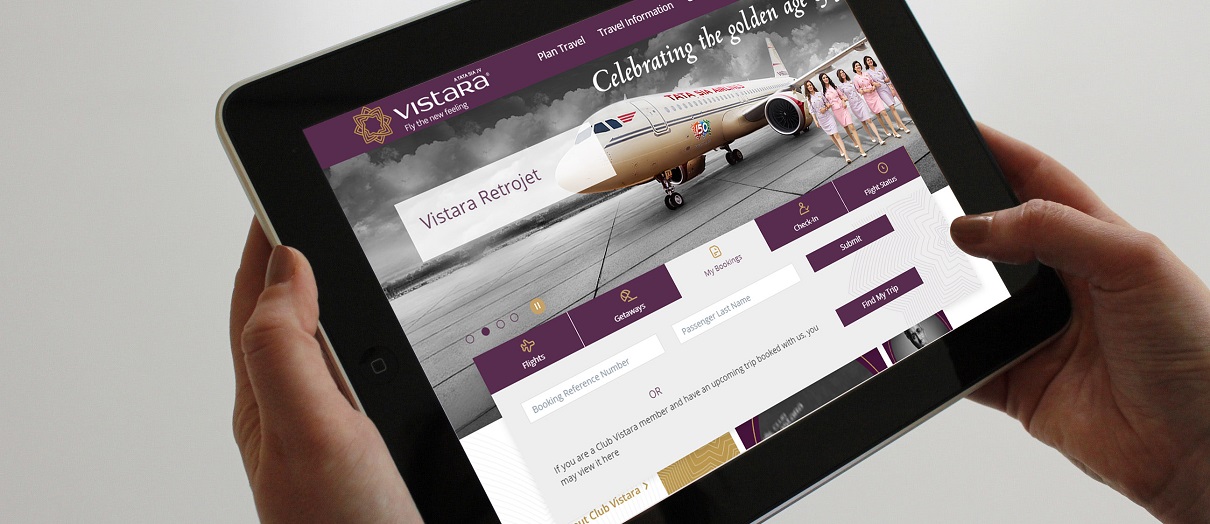 Plan Travel
Travel Information
A TATA SIA JV
VISTARA
Fly the new feeling
Celebrating the golden age
TATA SIA AIRLINES
150
Vistara Retrojet
Flights
Getaways
My Bookings
Check-In
Flight Status
Booking Reference Number
Passenger Last Name
Submit
OR
If you are a Club Vistara member and have an upcoming trip booked with us, you
may view it here
Find My Trip
Club Vistara >